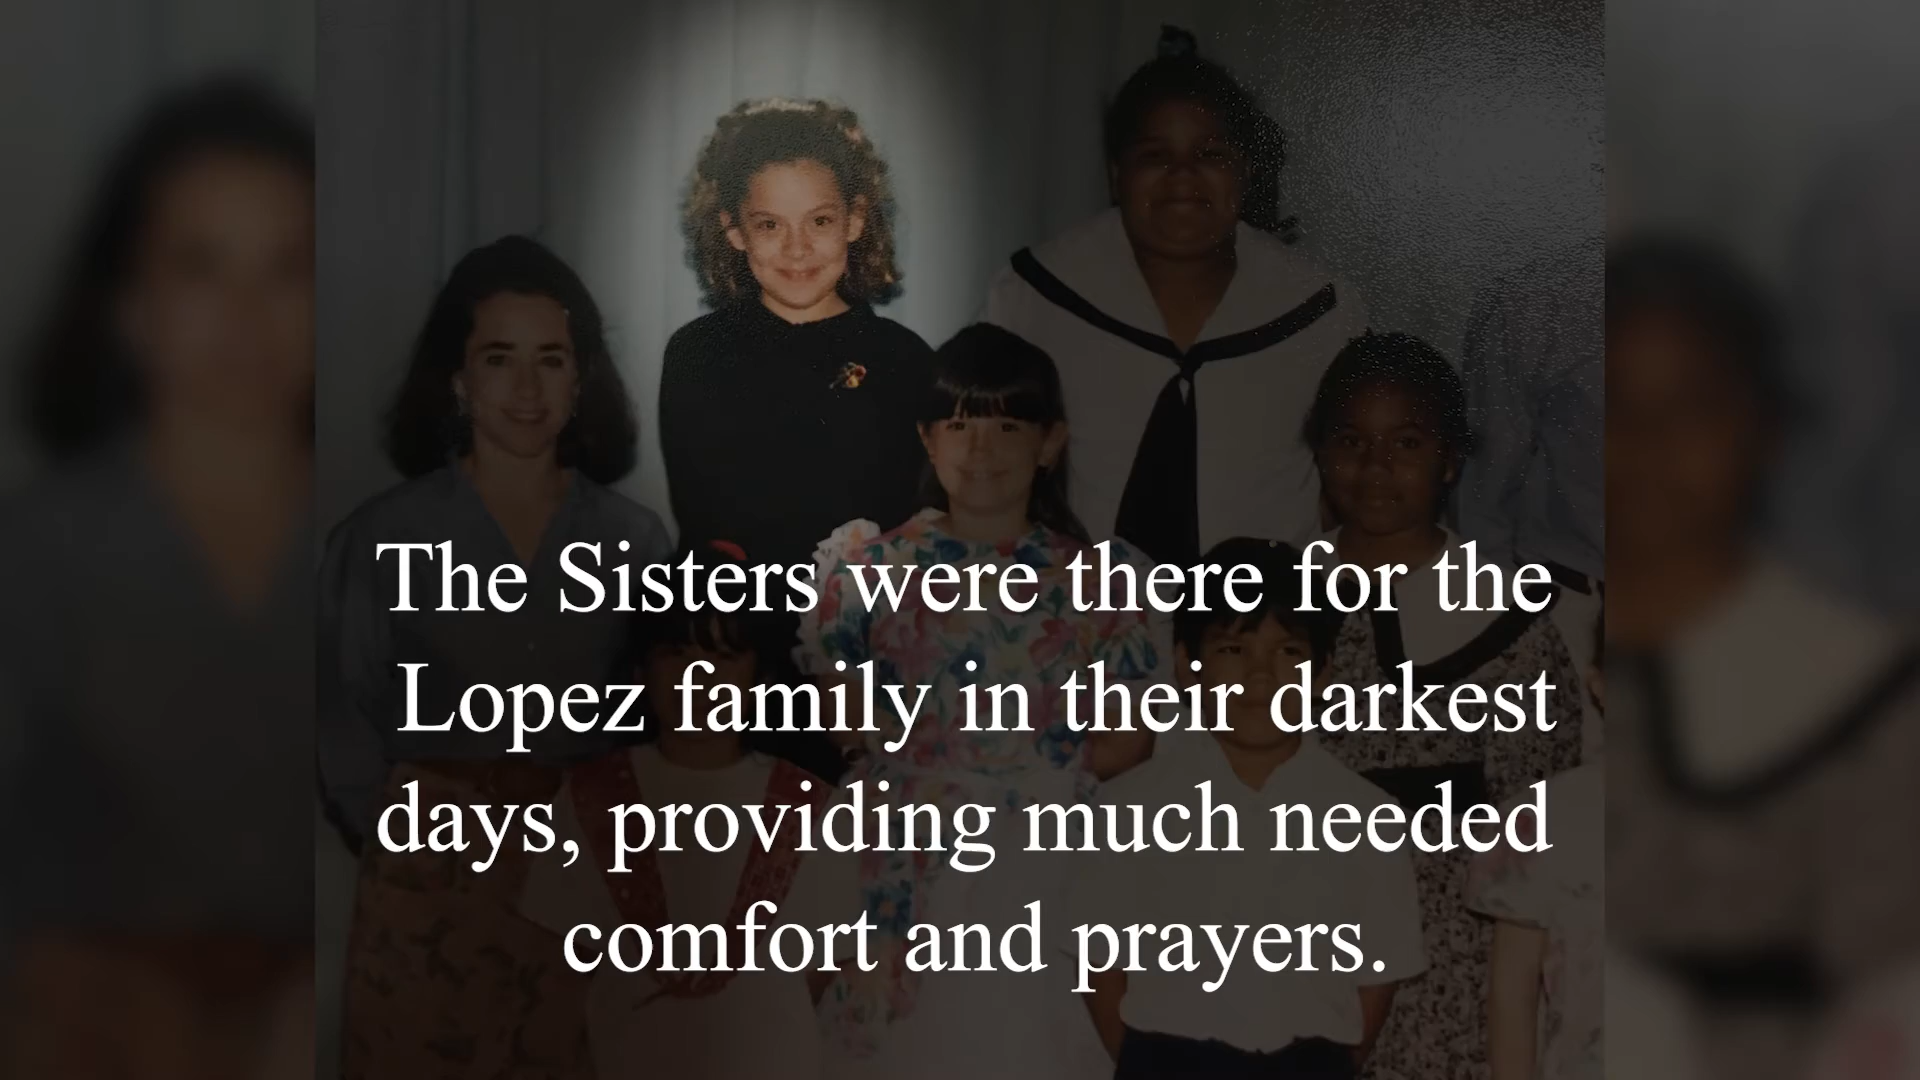 The Sisters were there for the
Lopez family in their darkest
days, providing much needed
comfort and prayers.